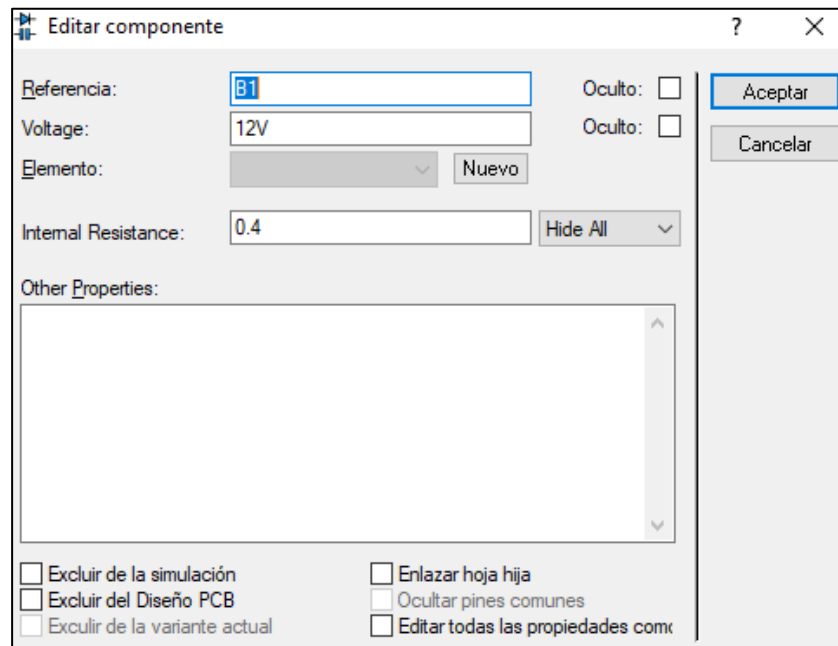 Editar componente ? X
Referencia: B1 Oculto: Aceptar
Voltage: 12V Oculto:
Cancelar
Elemento: Nuevo
Internal Resistance: 0.4 Hide All
Other Properties:
Excluir de la simulación Enlazar hoja hija
Excluir del Diseño PCB Ocultar pines comunes
Exculir de la variante actual Editar todas las propiedades como